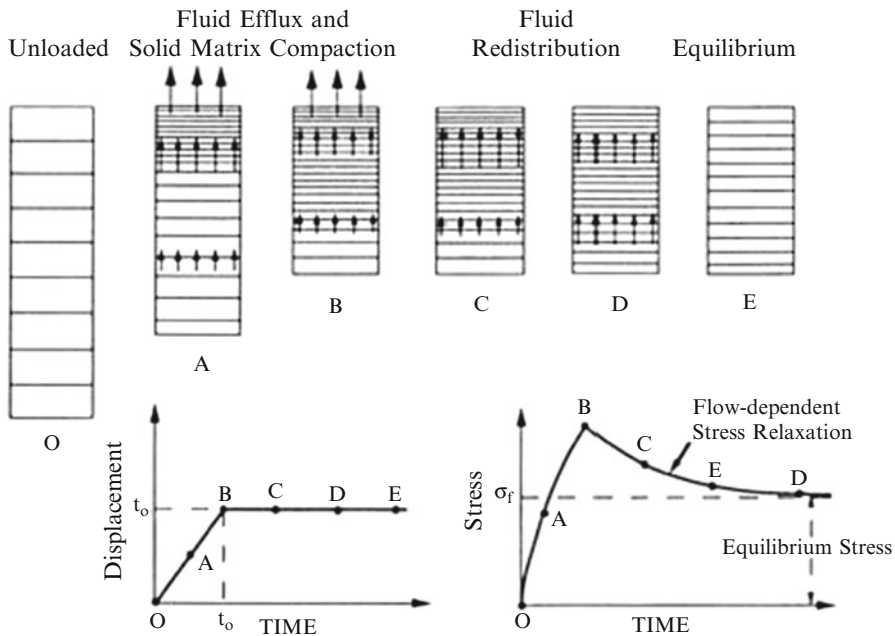 Fluid Efflux and
Unloaded Solid Matrix Compaction
Fluid
Redistribution
Equilibrium
O
A
B
C
D
E
Displacement
t₀
O
A
B
C
D
E
t₀
TIME
Stress
σf
O
A
B
C
E
D
Flow-dependent
Stress Relaxation
Equilibrium Stress
TIME